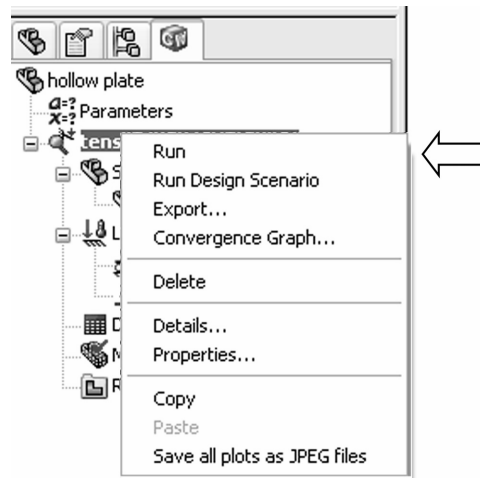 hollow plate
a=?
x=? Parameters
Run
Run Design Scenario
Export...
Convergence Graph...
Delete
Details...
Properties...
Copy
Paste
Save all plots as JPEG files